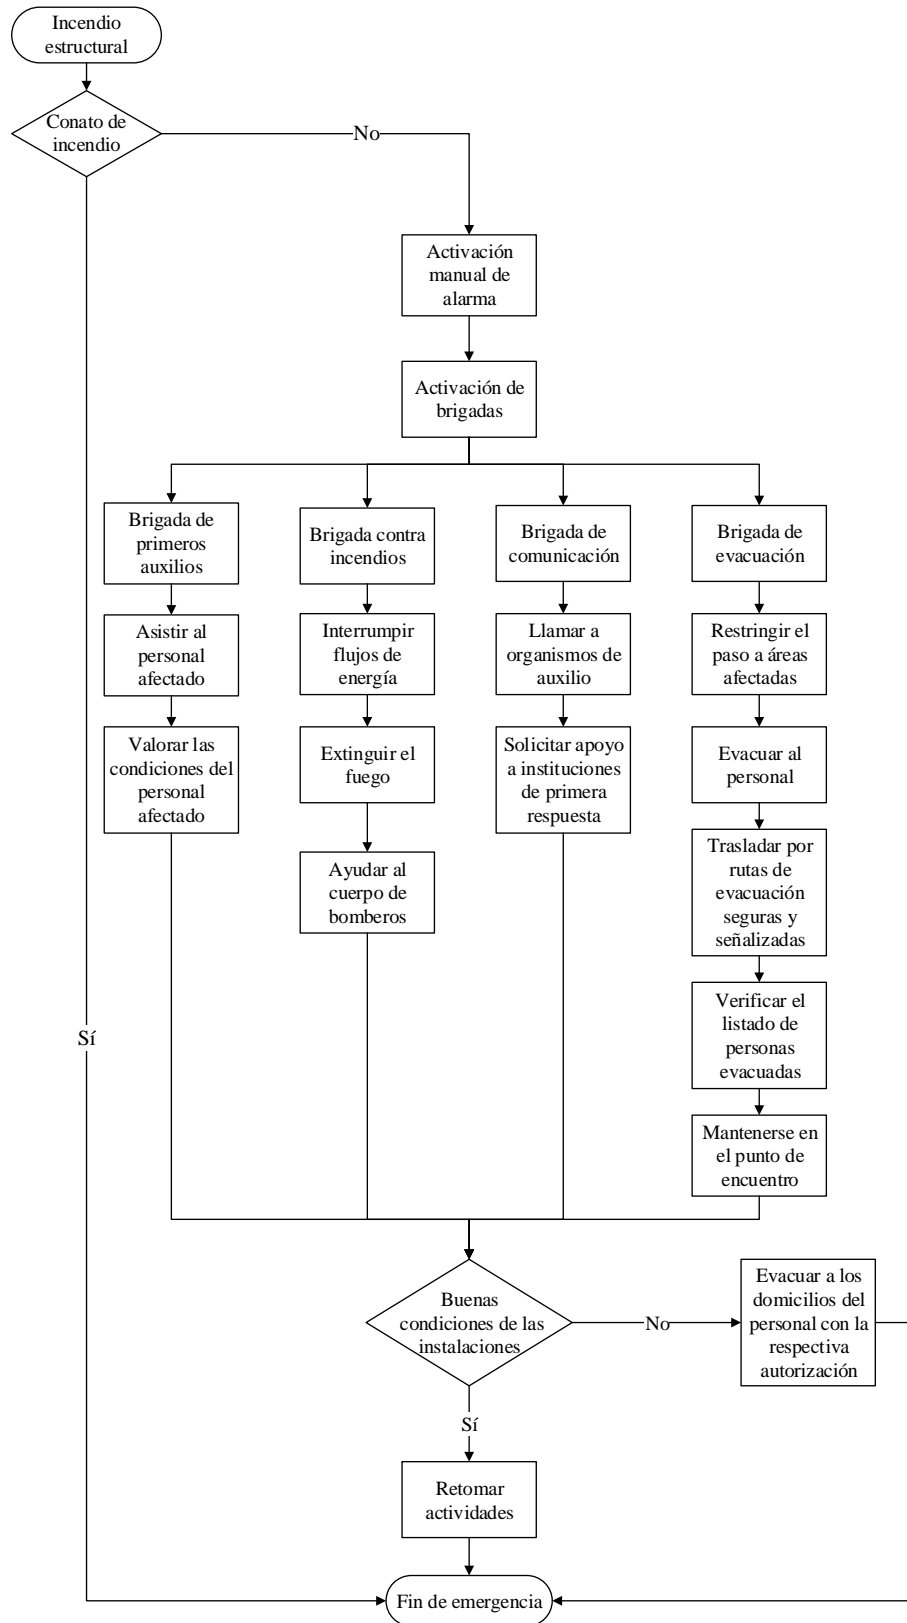 Incendio
estructural
Conato de
incendio
No
Activación
manual de
alarma
Activación de
brigadas
Brigada de
primeros
auxilios
Brigada contra
incendios
Brigada de
comunicación
Brigada de
evacuación
Asistir al
personal
afectado
Interrumpir
flujos de
energía
Llamar a
organismos de
auxilio
Restringir el
paso a áreas
afectadas
Valorar las
condiciones del
personal
afectado
Extinguir el
fuego
Solicitar apoyo
a instituciones
de primera
respuesta
Evacuar al
personal
Ayudar al
cuerpo de
bomberos
Trasladar por
rutas de
evacuación
seguras y
señalizadas
Verificar el
listado de
personas
evacuadas
Sí
Mantenerse en
el punto de
encuentro
Buenas
condiciones de las
instalaciones
No
Evacuar a los
domicilios del
personal con la
respectiva
autorización
Sí
Retomar
actividades
Fin de emergencia